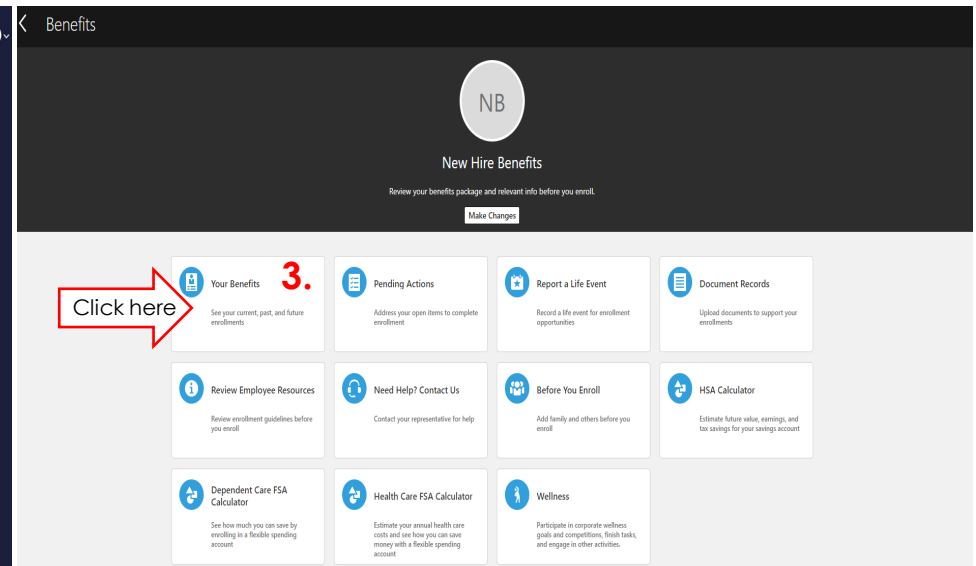 Benefits
NB
New Hire Benefits
Review your benefits package and relevant info before you enroll.
Make Changes
Click here
Your Benefits
3.
See your current, past, and future
enrollments
Pending Actions
Address your open items to complete
enrollment
Report a Life Event
Record a life event for enrollment
opportunities
Document Records
Upload documents to support your
enrollments
Review Employee Resources
Review enrollment guidelines before
you enroll
Need Help? Contact Us
Contact your representative for help
Before You Enroll
Add family and others before you
enroll
HSA Calculator
Estimate future value, earnings, and
tax savings for your savings account
Dependent Care FSA
Calculator
See how much you can save by
enrolling in a flexible spending
account
Health Care FSA Calculator
Estimate your annual health care
costs and see how you can save
money with a flexible spending
account
Wellness
Participate in corporate wellness
goals and competitions, finish tasks,
and engage in other activities.